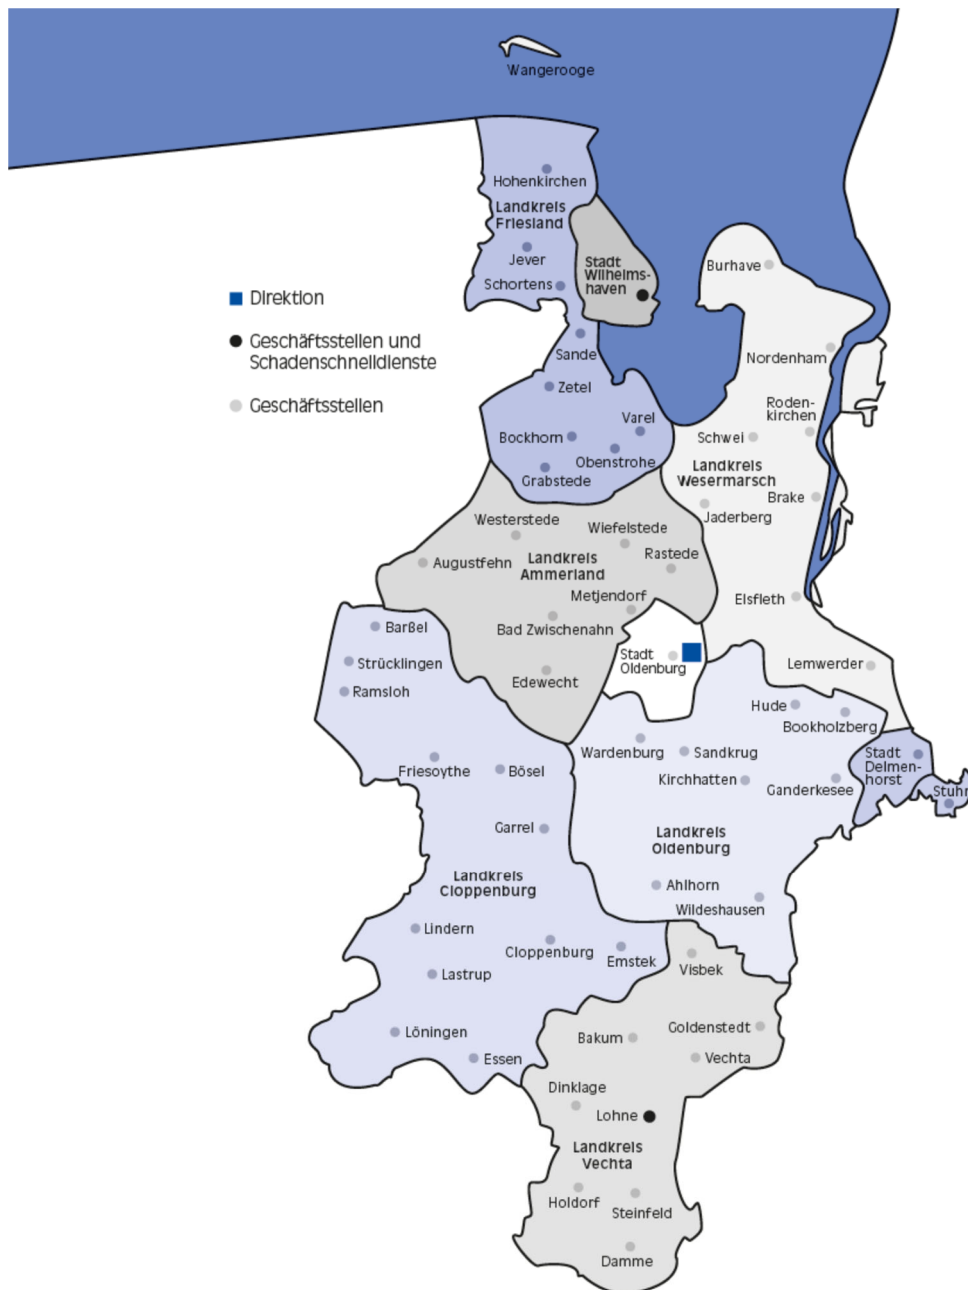 Wangerooge
Hohenkirchen
Landkreis
Friesland
Jever
Schortens
Stadt
Wilhelms-
haven
Burhave
Direktion
Geschäftsstellen und
Schadenschnelldienste
Geschäftsstellen
Sande
Zetel
Nordenham
Varel
Bockhorn
Obenstrohe
Grabstede
Roden-
kirchen
Schwei
Landkreis
Wesermarsch
Brake
Jaderberg
Westerstede
Wiefelstede
Augustfehn
Landkreis
Ammerland
Rastede
Metjendorf
Bad Zwischenahn
Elsfleth
Barßel
Strücklingen
Ramsloh
Edewecht
Stadt
Oldenburg
Lemwerder
Hude
Bookholzberg
Wardenburg
Sandkrug
Kirchhatten
Ganderkesee
Stadt
Delmen-
horst
Stuhr
Friesoythe
Bösel
Garrel
Landkreis
Oldenburg
Landkreis
Cloppenburg
Ahlhorn
Wildeshausen
Lindern
Cloppenburg
Emstek
Visbek
Lastrup
Löningen
Essen
Bakum
Goldenstedt
Vechta
Dinklage
Lohne
Landkreis
Vechta
Holdorf
Steinfeld
Damme